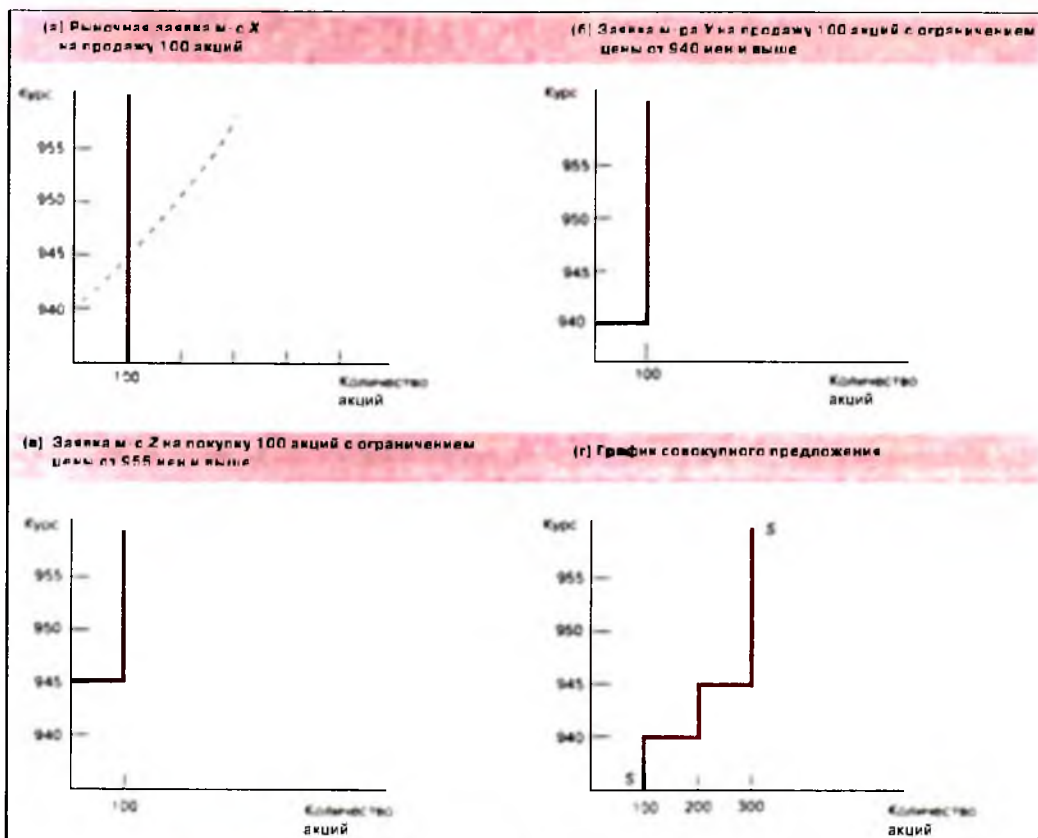 (а) Рыночная заявка м-с X
на продажу 100 акций
Курс
955
950
945
940
100
Количество
акций
(б) Заявка м-ра Y на продажу 100 акций с ограничением
цены от 940 иен и выше
Курс
955
950
945
940
100
Количество
акций
(в) Заявка м-с Z на покупку 100 акций с ограничением
цены от 955 иен и выше
Курс
955
950
945
940
100
Количество
акций
(г) График совокупного предложения
Курс
S
955
950
945
940
S
100 200 300
Количество
акций